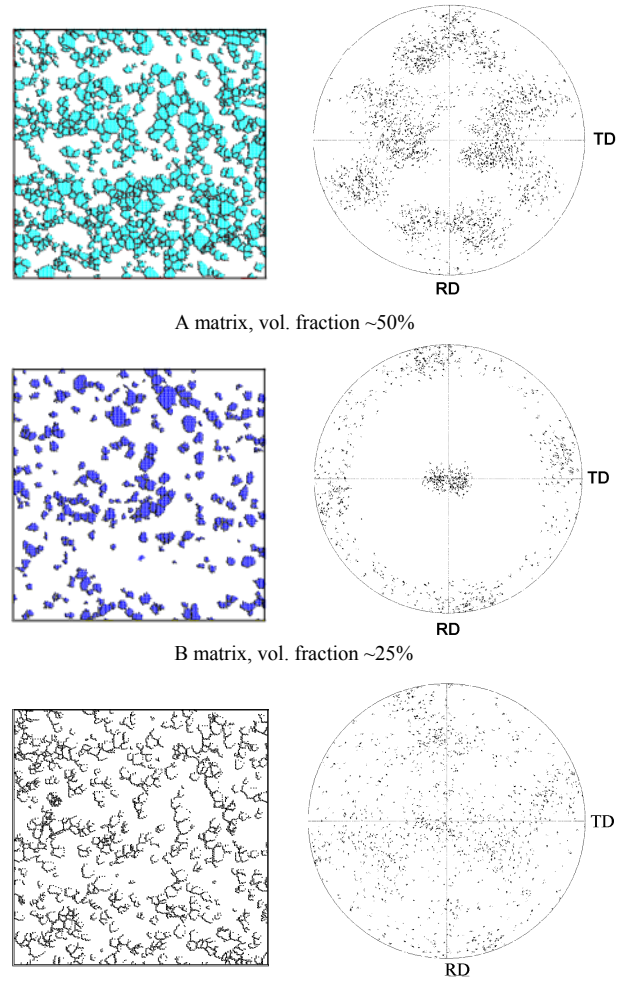 TD
RD
A matrix, vol. fraction ~50%
TD
RD
B matrix, vol. fraction ~25%
TD
RD